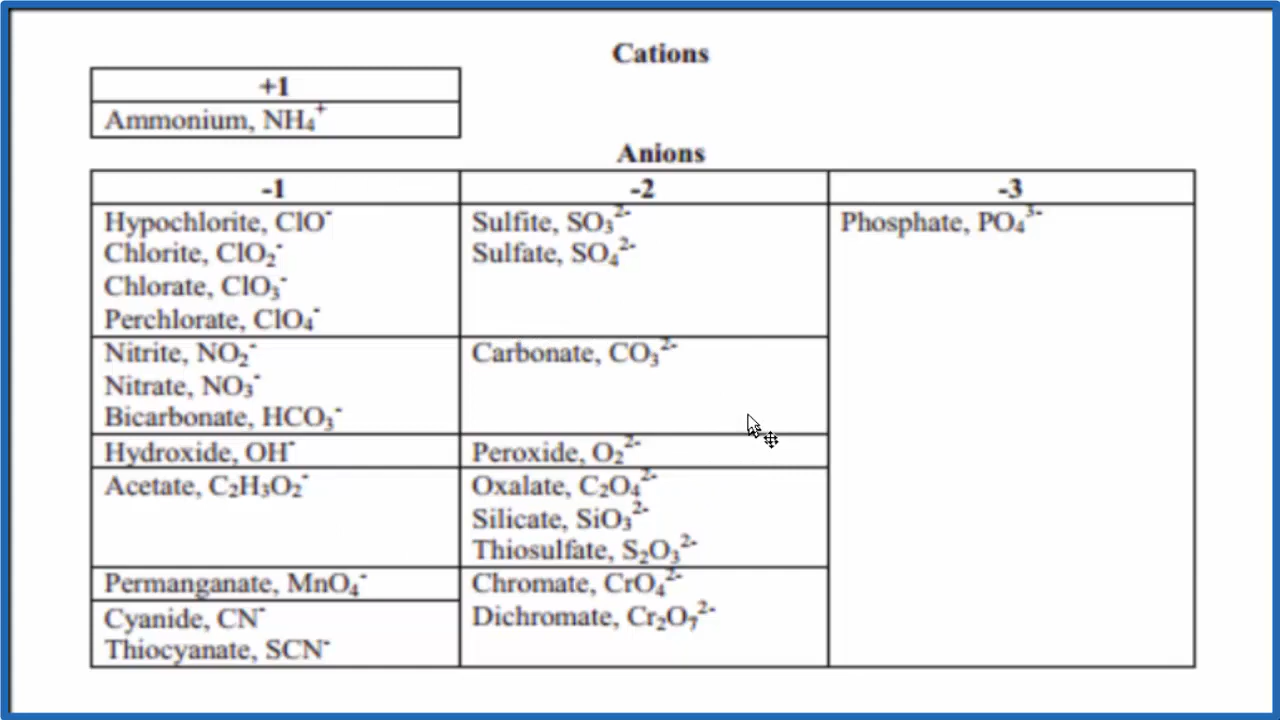 Cations
+1
Ammonium, NH₄⁺
Anions
-1 -2 -3
Hypochlorite, ClO⁻ Sulfite, SO₃²⁻ Phosphate, PO₄³⁻
Chlorite, ClO₂⁻ Sulfate, SO₄²⁻
Chlorate, ClO₃⁻
Perchlorate, ClO₄⁻
Nitrite, NO₂⁻ Carbonate, CO₃²⁻
Nitrate, NO₃⁻
Bicarbonate, HCO₃⁻
Hydroxide, OH⁻ Peroxide, O₂²⁻
Acetate, C₂H₃O₂⁻ Oxalate, C₂O₄²⁻
Silicate, SiO₃²⁻
Thiosulfate, S₂O₃²⁻
Permanganate, MnO₄⁻ Chromate, CrO₄²⁻
Cyanide, CN⁻ Dichromate, Cr₂O₇²⁻
Thiocyanate, SCN⁻